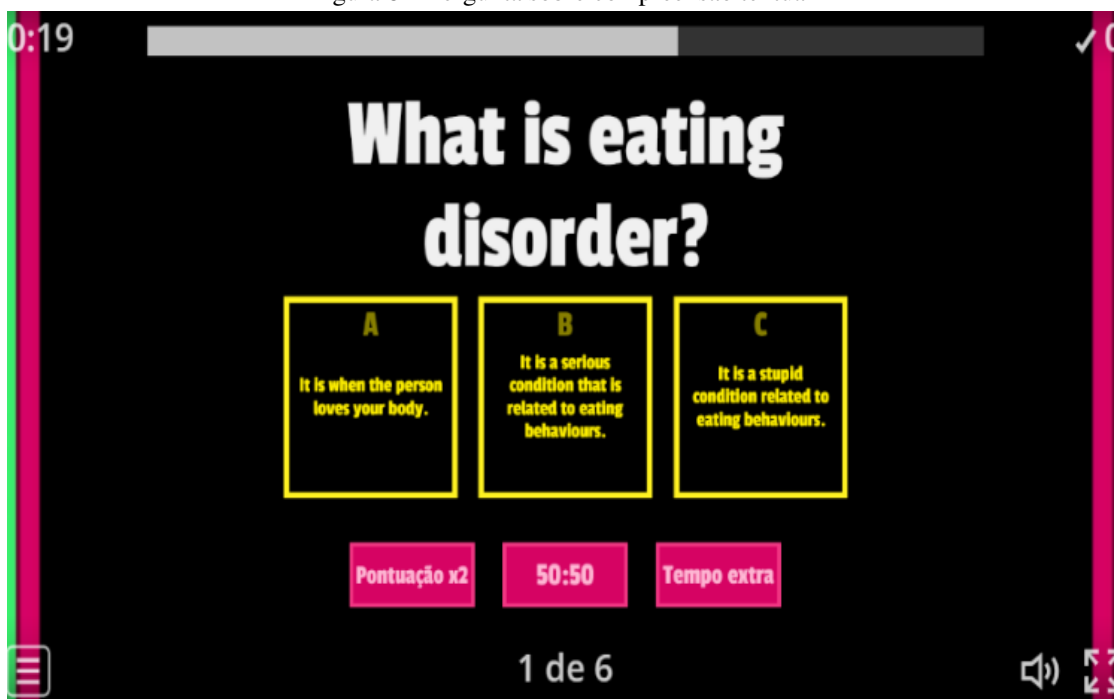 0:19
What is eating
disorder?
A
It is when the person
loves your body.
B
It is a serious
condition that is
related to eating
behaviours.
C
It is a stupid
condition related to
eating behaviours.
Pontuação x2
50:50
Tempo extra
1 de 6